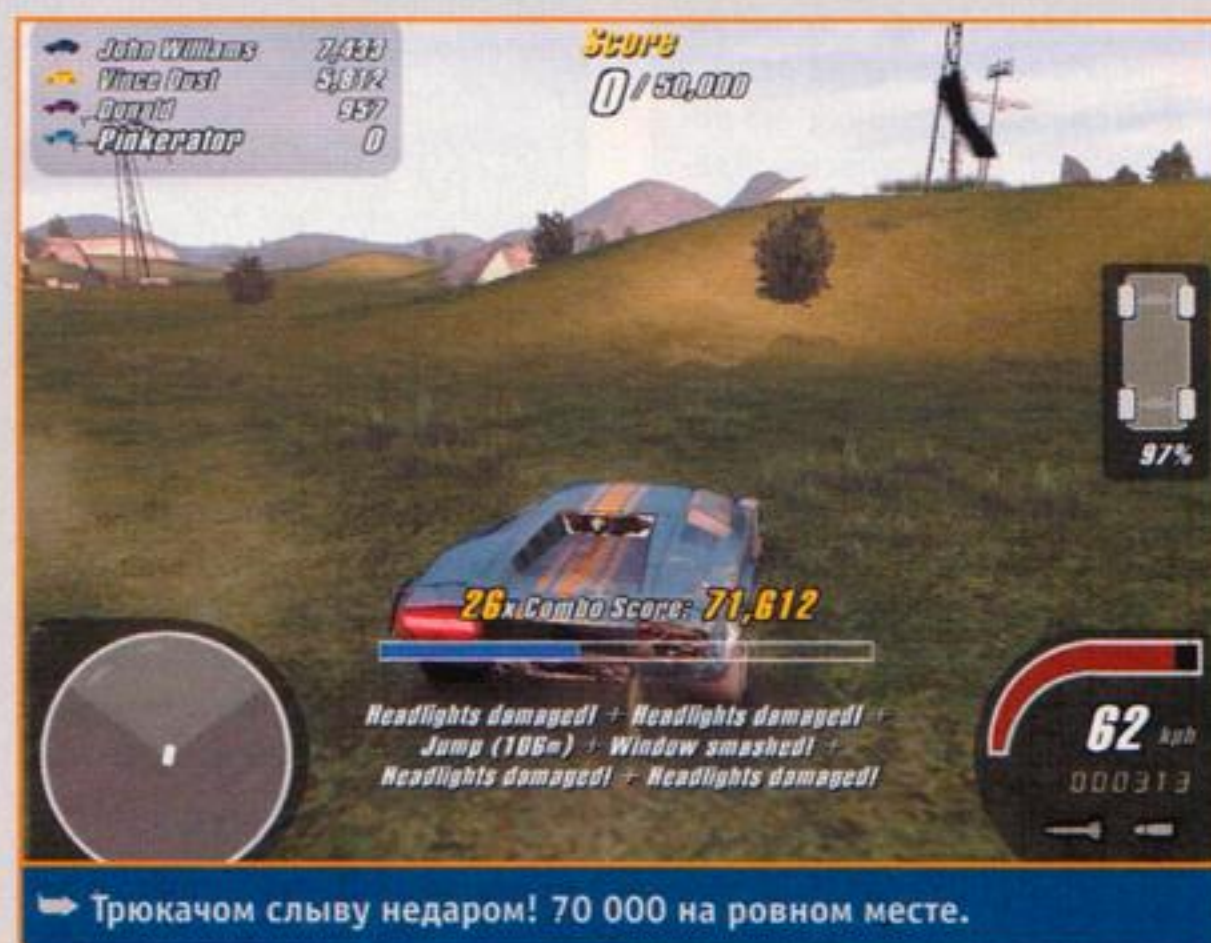 John Williams 7,433
Vince Dust 5,812
Donald 957
Pinkerator 0
Score
0 / 50,000
97%
26x Combo Score: 71,612
Headlights damaged! + Headlights damaged! +
Jump (106m) + Window smashed! +
Headlights damaged! + Headlights damaged!
62 kph
000313
Трюкачом слыву недаром! 70 000 на ровном месте.